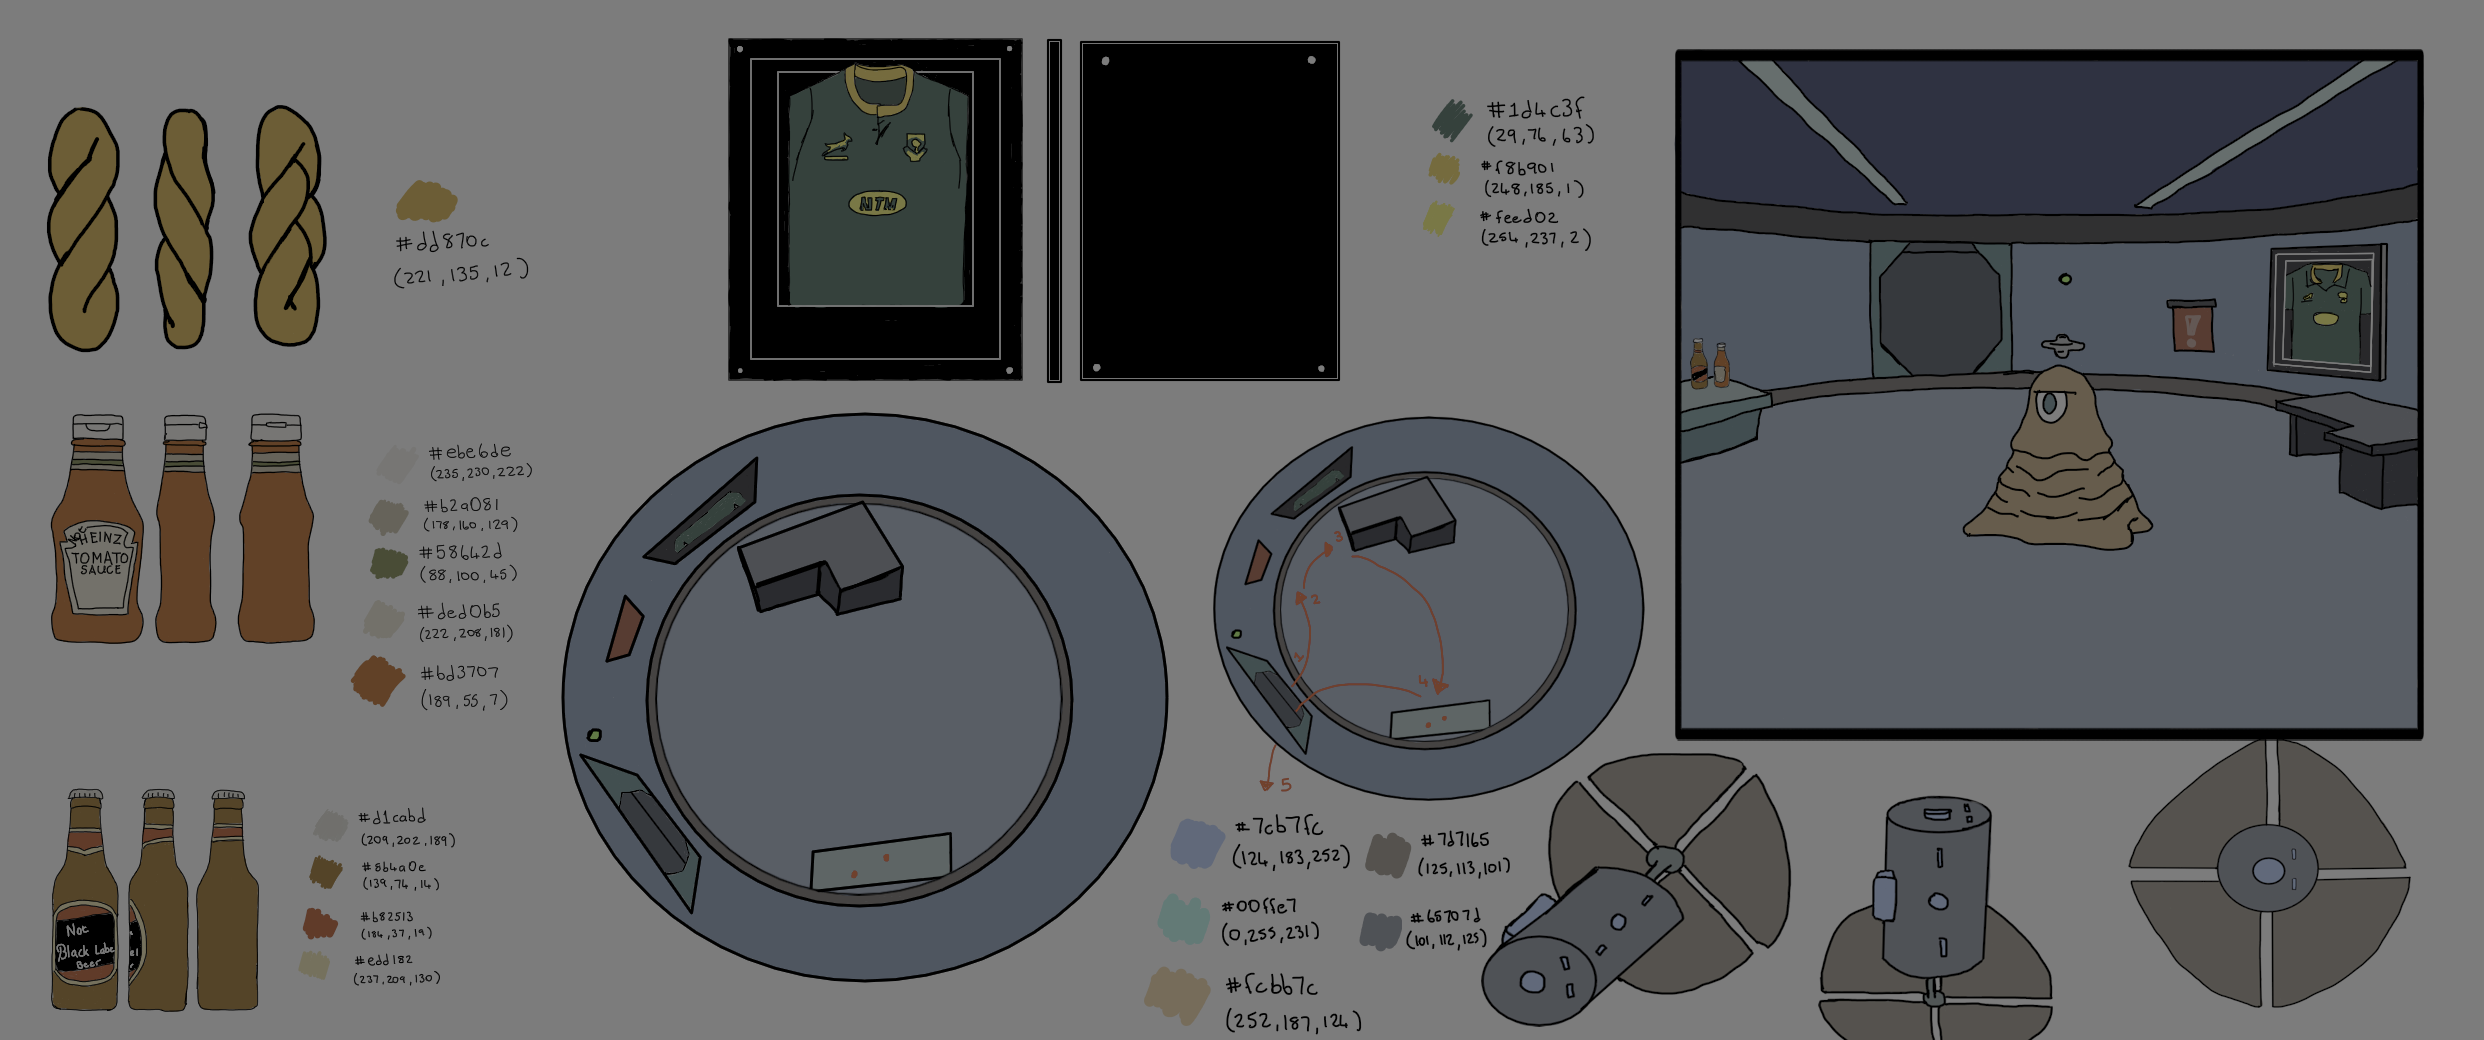 #dd870c
(221,135,12)
HEINZ
TOMATO
SAUCE
#ebe6de
(235,230,222)
#b2a081
(178,160,129)
#58642d
(88,100,45)
#ded0b5
(222,208,181)
#bd3707
(189,55,7)
Not
Black Labe
Beer
el
r
#d1cabd
(209,202,189)
#8b4a0e
(139,74,14)
#b82513
(184,37,19)
#edd182
(237,209,130)
NTM
#1d4c3f
(29,76,63)
#f8b901
(248,185,1)
#feed02
(254,237,2)
!
3
2
1
4
5
#7cb7fc
(124,183,252)
#7d7165
(125,113,101)
#00ffe7
(0,255,231)
#65707d
(101,112,125)
#fcbb7c
(252,187,124)